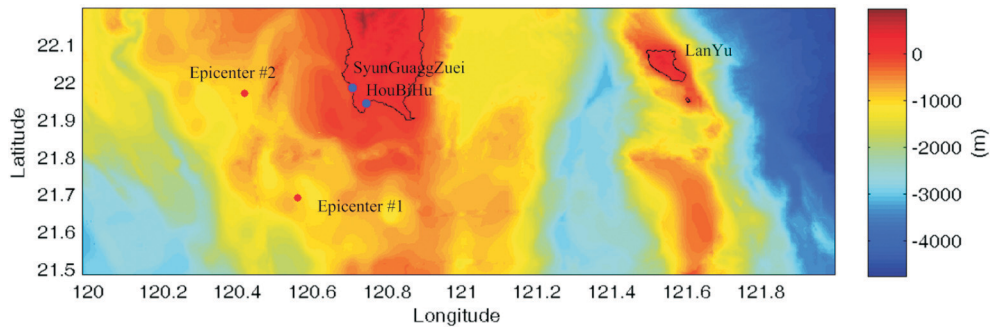 22.1
22
21.9
21.8
21.7
21.6
21.5
Latitude
Epicenter #2
SyunGuaggZuei
HouBiHu
LanYu
Epicenter #1
120 120.2 120.4 120.6 120.8 121 121.2 121.4 121.6 121.8
Longitude
0
-1000
-2000
-3000
-4000
(m)